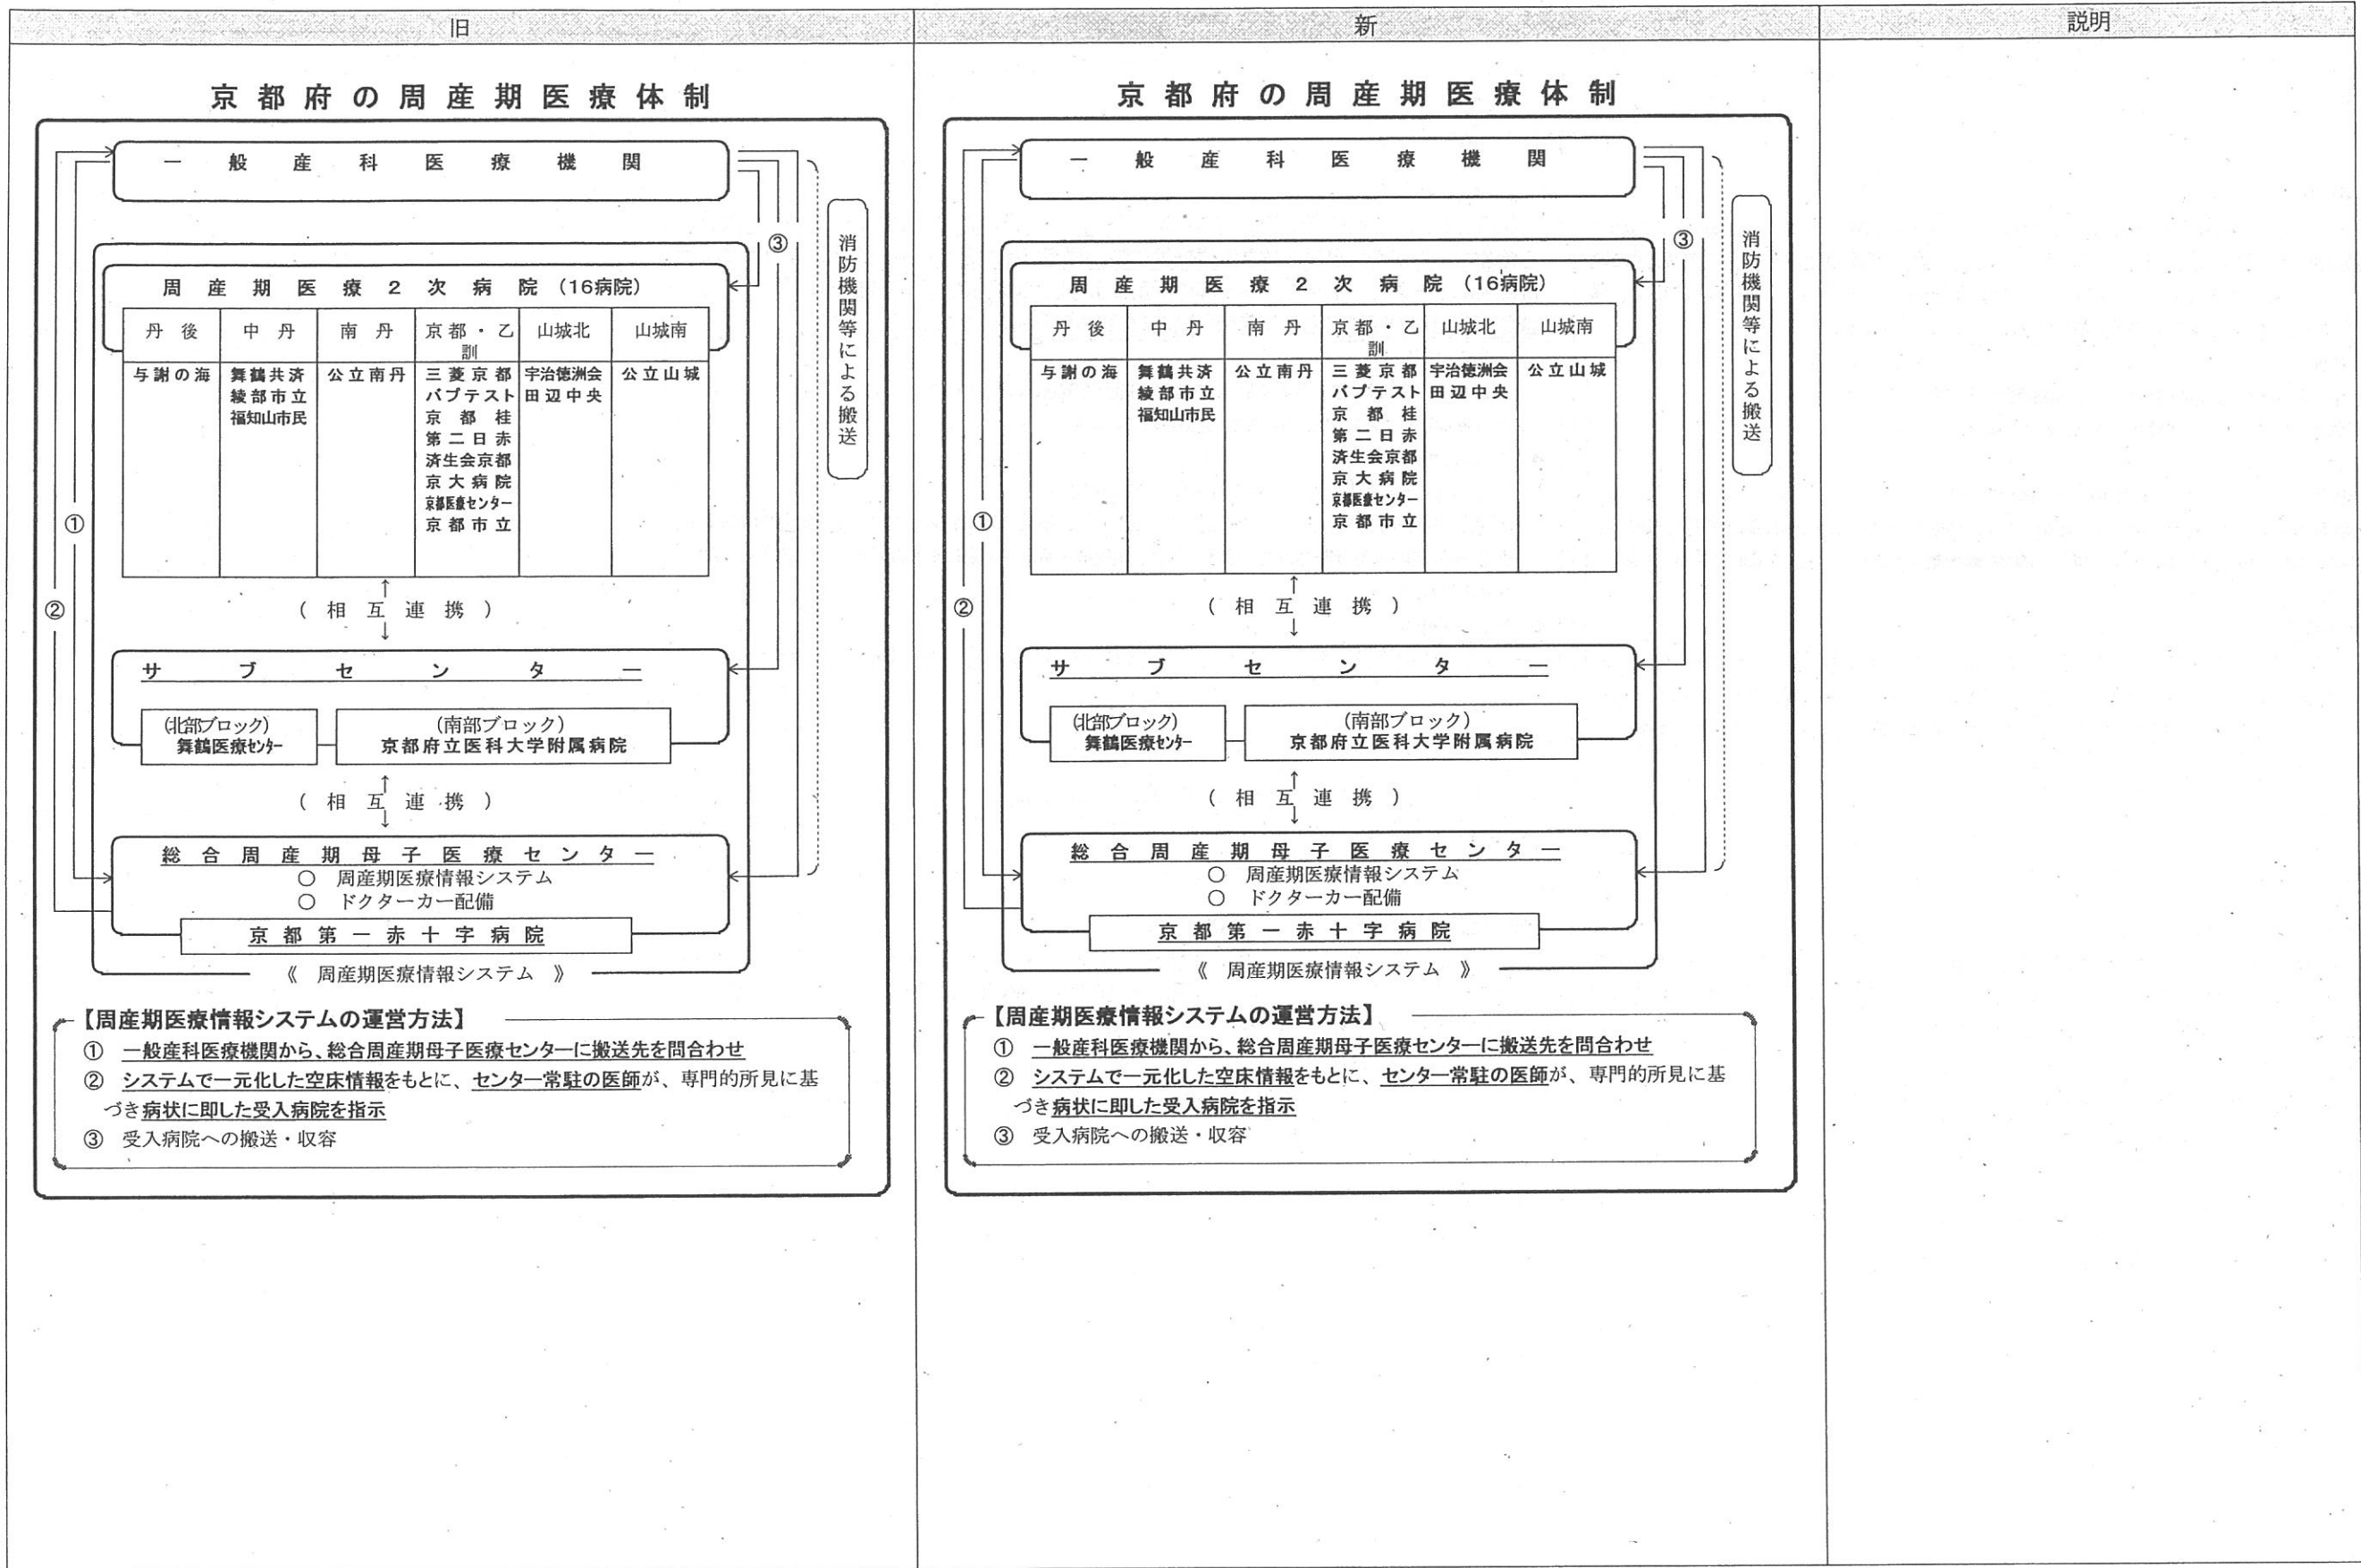 旧
新
説明
京都府の周産期医療体制
一般産科医療機関
③
消防機関等による搬送
周産期医療2次病院(16病院)
丹後 中丹 南丹 京都・乙訓 山城北 山城南
与謝の海 舞鶴共済 公立南丹 三菱京都 宇治徳洲会 公立山城
綾部市立 バプテスト 田辺中央
福知山市民 京都桂
第二日赤
済生会京都
京大病院
京都医療センター
京都市立
①
②
(相互連携)
サブセンター
(北部ブロック)
舞鶴医療センター
(南部ブロック)
京都府立医科大学附属病院
(相互連携)
総合周産期母子医療センター
○ 周産期医療情報システム
○ ドクターカー配備
京都第一赤十字病院
《 周産期医療情報システム 》
【周産期医療情報システムの運営方法】
① 一般産科医療機関から、総合周産期母子医療センターに搬送先を問合わせ
② システムで一元化した空床情報をもとに、センター常駐の医師が、専門的所見に基
づき病状に即した受入病院を指示
③ 受入病院への搬送・収容
京都府の周産期医療体制
一般産科医療機関
③
消防機関等による搬送
周産期医療2次病院(16病院)
丹後 中丹 南丹 京都・乙訓 山城北 山城南
与謝の海 舞鶴共済 公立南丹 三菱京都 宇治徳洲会 公立山城
綾部市立 バプテスト 田辺中央
福知山市民 京都桂
第二日赤
済生会京都
京大病院
京都医療センター
京都市立
①
②
(相互連携)
サブセンター
(北部ブロック)
舞鶴医療センター
(南部ブロック)
京都府立医科大学附属病院
(相互連携)
総合周産期母子医療センター
○ 周産期医療情報システム
○ ドクターカー配備
京都第一赤十字病院
《 周産期医療情報システム 》
【周産期医療情報システムの運営方法】
① 一般産科医療機関から、総合周産期母子医療センターに搬送先を問合わせ
② システムで一元化した空床情報をもとに、センター常駐の医師が、専門的所見に基
づき病状に即した受入病院を指示
③ 受入病院への搬送・収容